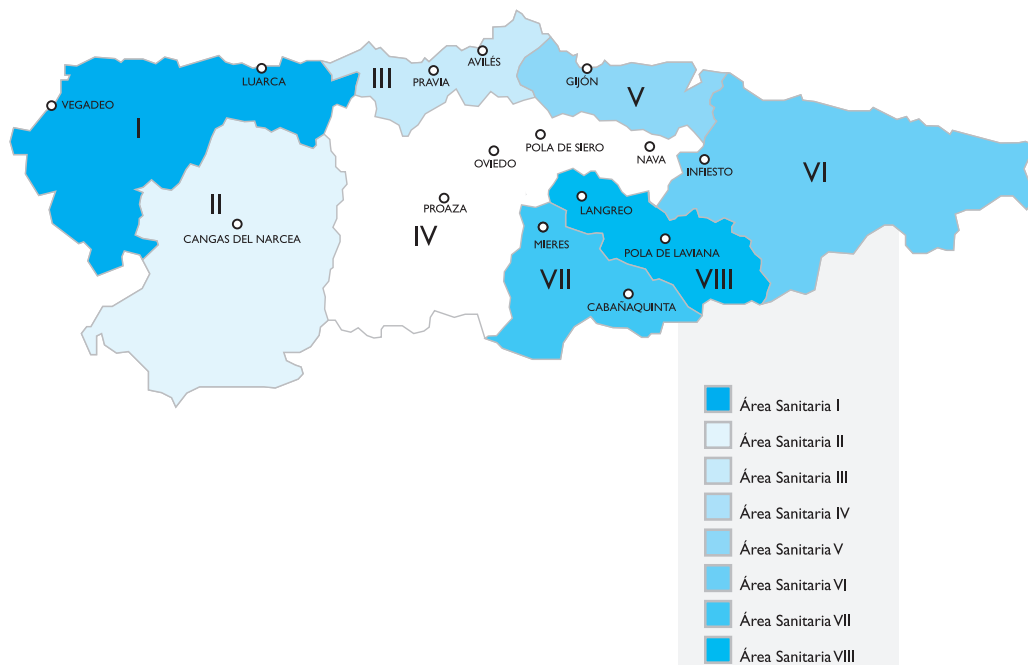 AVILÉS
III
PRAVIA
LUARCA
GIJÓN
V
VEGADEO
I
POLA DE SIERO
OVIEDO
NAVA
INFIESTO
VI
II
PROAZA
LANGREO
CANGAS DEL NARCEA
IV
MIERES
POLA DE LAVIANA
VII
VIII
CABAÑAQUINTA
Área Sanitaria I
Área Sanitaria II
Área Sanitaria III
Área Sanitaria IV
Área Sanitaria V
Área Sanitaria VI
Área Sanitaria VII
Área Sanitaria VIII